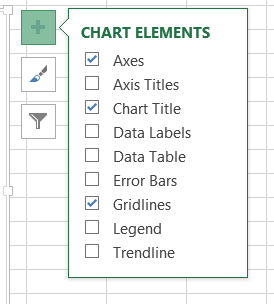 CHART ELEMENTS
Axes
Axis Titles
Chart Title
Data Labels
Data Table
Error Bars
Gridlines
Legend
Trendline